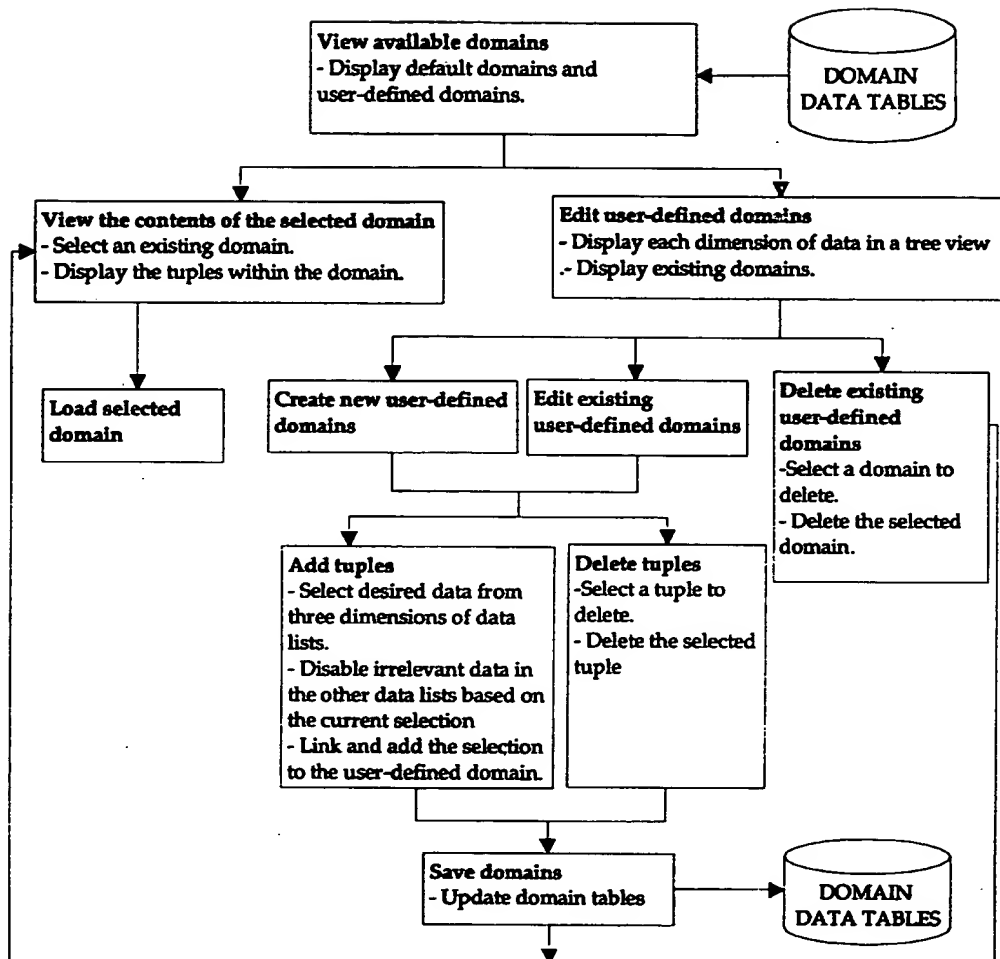 View available domains
- Display default domains and
user-defined domains.
DOMAIN
DATA TABLES
View the contents of the selected domain
- Select an existing domain.
- Display the tuples within the domain.
Edit user-defined domains
- Display each dimension of data in a tree view
.- Display existing domains.
Load selected
domain
Create new user-defined
domains
Edit existing
user-defined domains
Delete existing
user-defined
domains
-Select a domain to
delete.
- Delete the selected
domain.
Add tuples
- Select desired data from
three dimensions of data
lists.
- Disable irrelevant data in
the other data lists based on
the current selection
- Link and add the selection
to the user-defined domain.
Delete tuples
-Select a tuple to
delete.
- Delete the selected
tuple
Save domains
- Update domain tables
DOMAIN
DATA TABLES